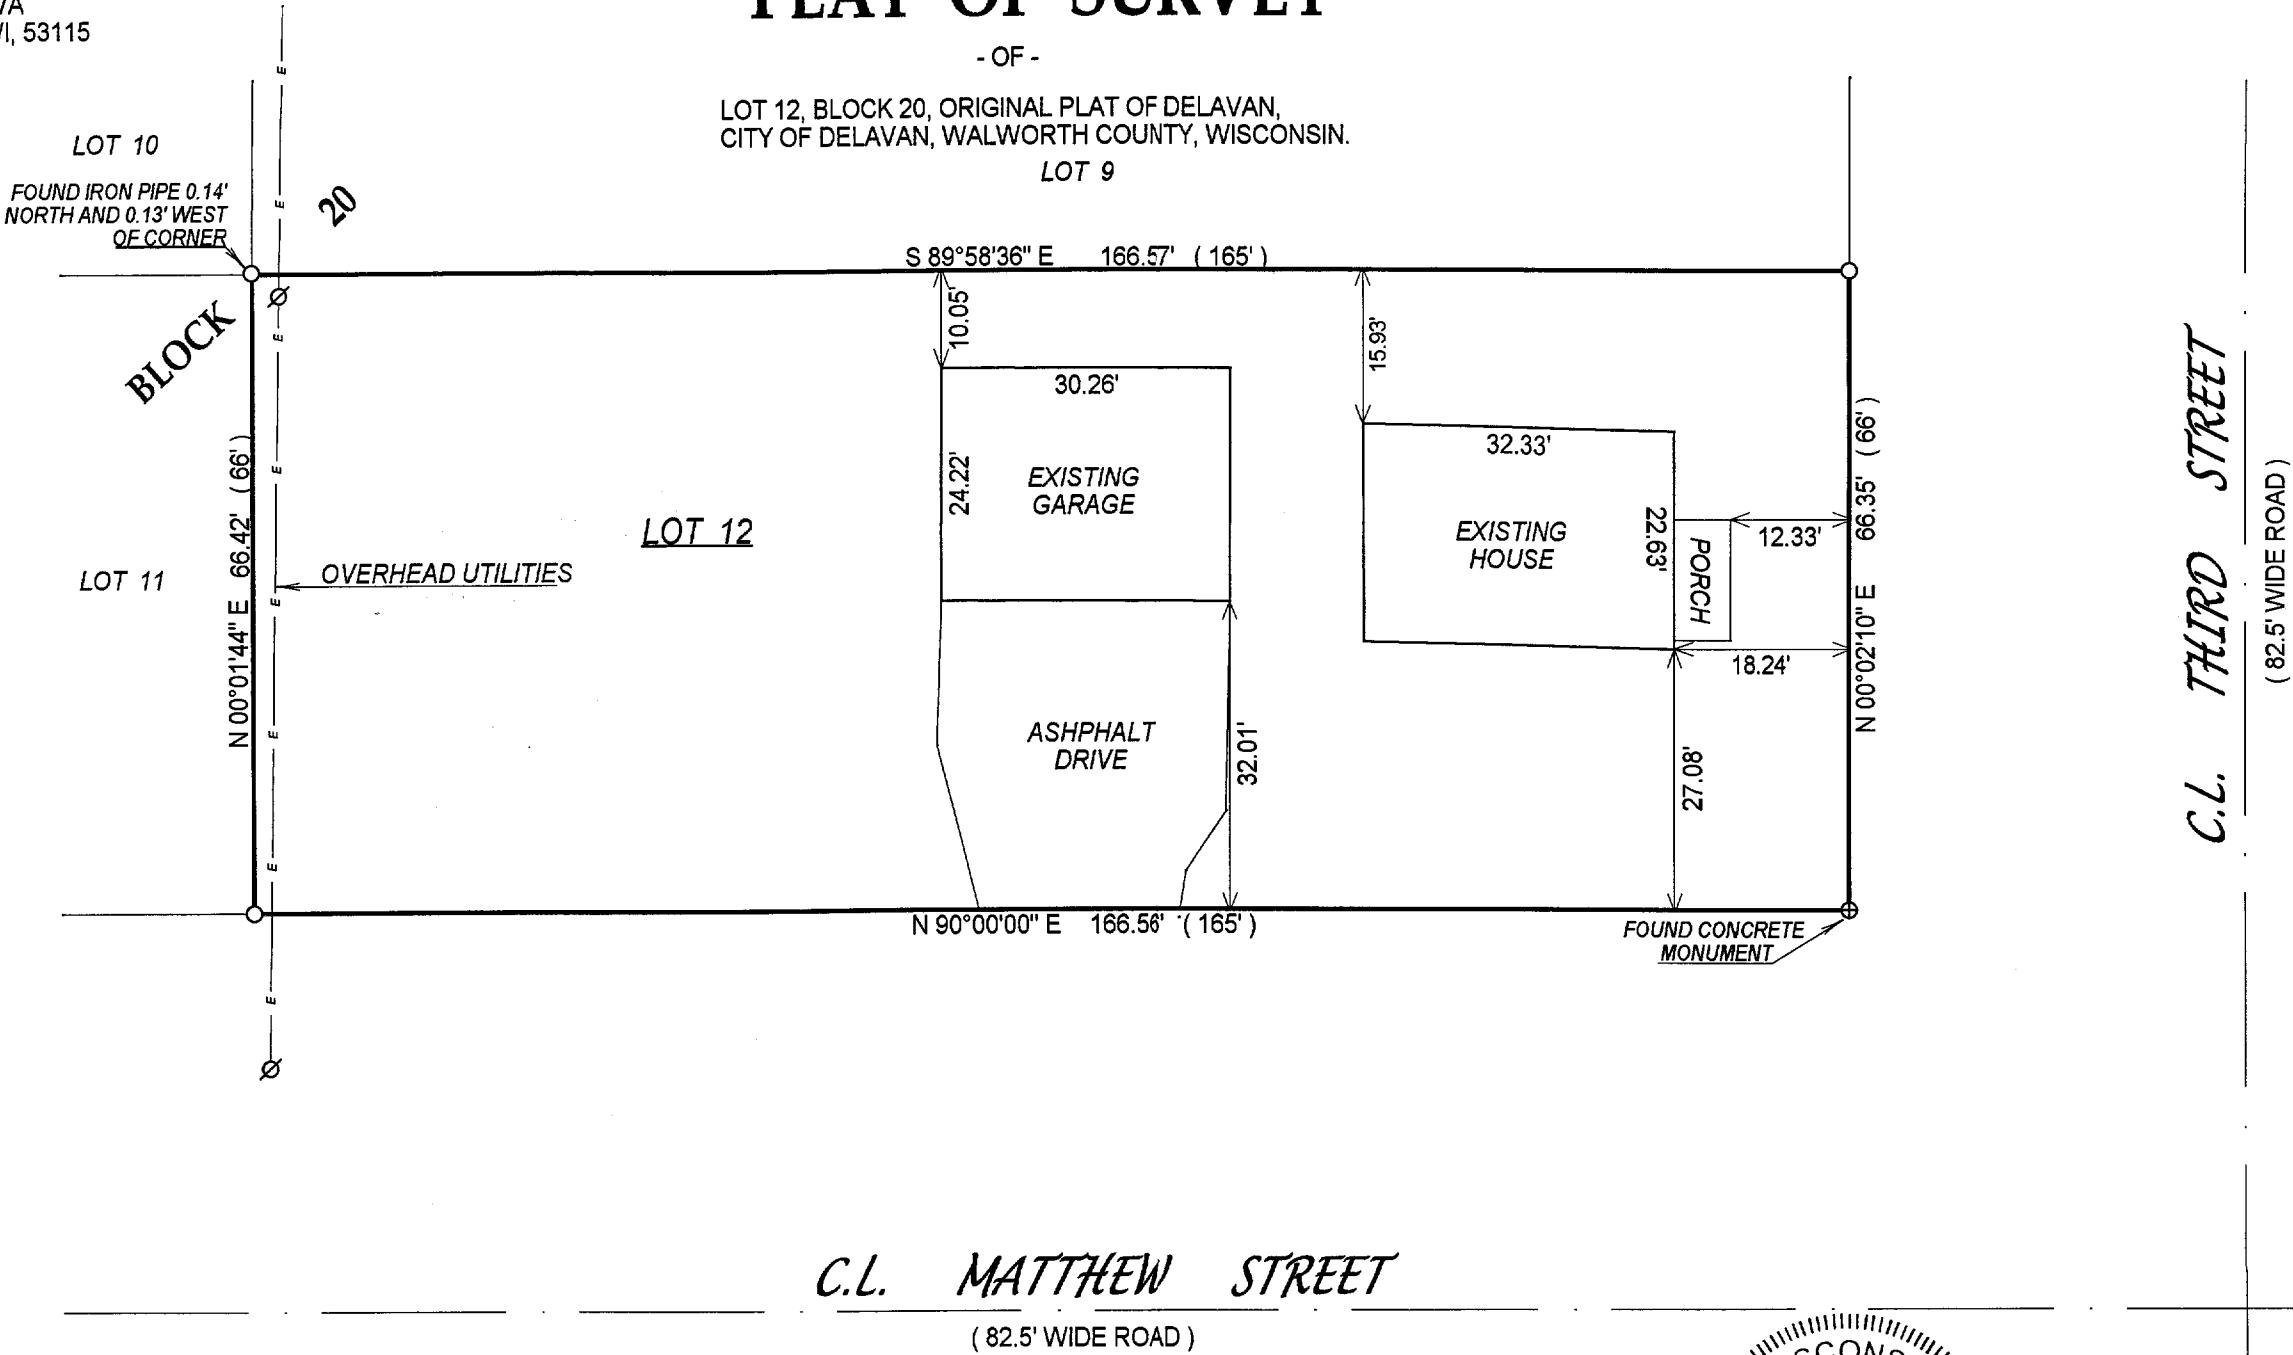 53115
PLAT OF SURVEY
- OF -
LOT 12, BLOCK 20, ORIGINAL PLAT OF DELAVAN,
CITY OF DELAVAN, WALWORTH COUNTY, WISCONSIN.
LOT 9
LOT 10
FOUND IRON PIPE 0.14'
NORTH AND 0.13' WEST
OF CORNER
BLOCK 20
S 89°58'36" E 166.57' ( 165' )
10.05'
15.93'
30.26'
24.22'
EXISTING
GARAGE
32.33'
22.63'
EXISTING
HOUSE
PORCH
12.33'
18.24'
N 00°02'10" E 66.35' ( 66' )
N 00°01'44" E 66.42' ( 66' )
LOT 11
LOT 12
OVERHEAD UTILITIES
E
E
E
E
E
E
E
E
ASHPHALT
DRIVE
32.01'
27.08'
N 90°00'00" E 166.56' ( 165' )
FOUND CONCRETE
MONUMENT
C.L. THIRD STREET
( 82.5' WIDE ROAD )
C.L. MATTHEW STREET
( 82.5' WIDE ROAD )